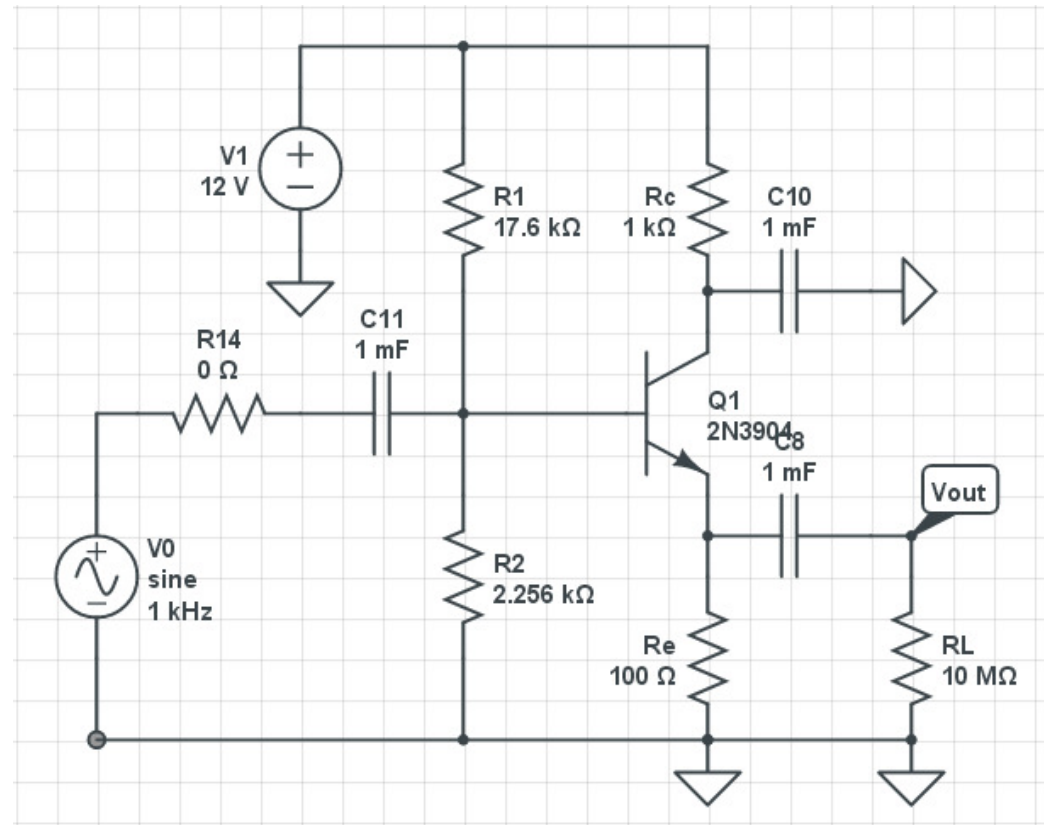 V1
12 V
R1
17.6 kΩ
Rc
1 kΩ
C10
1 mF
R14
0 Ω
C11
1 mF
Q1
2N3904
C8
1 mF
Vout
V0
sine
1 kHz
R2
2.256 kΩ
Re
100 Ω
RL
10 MΩ